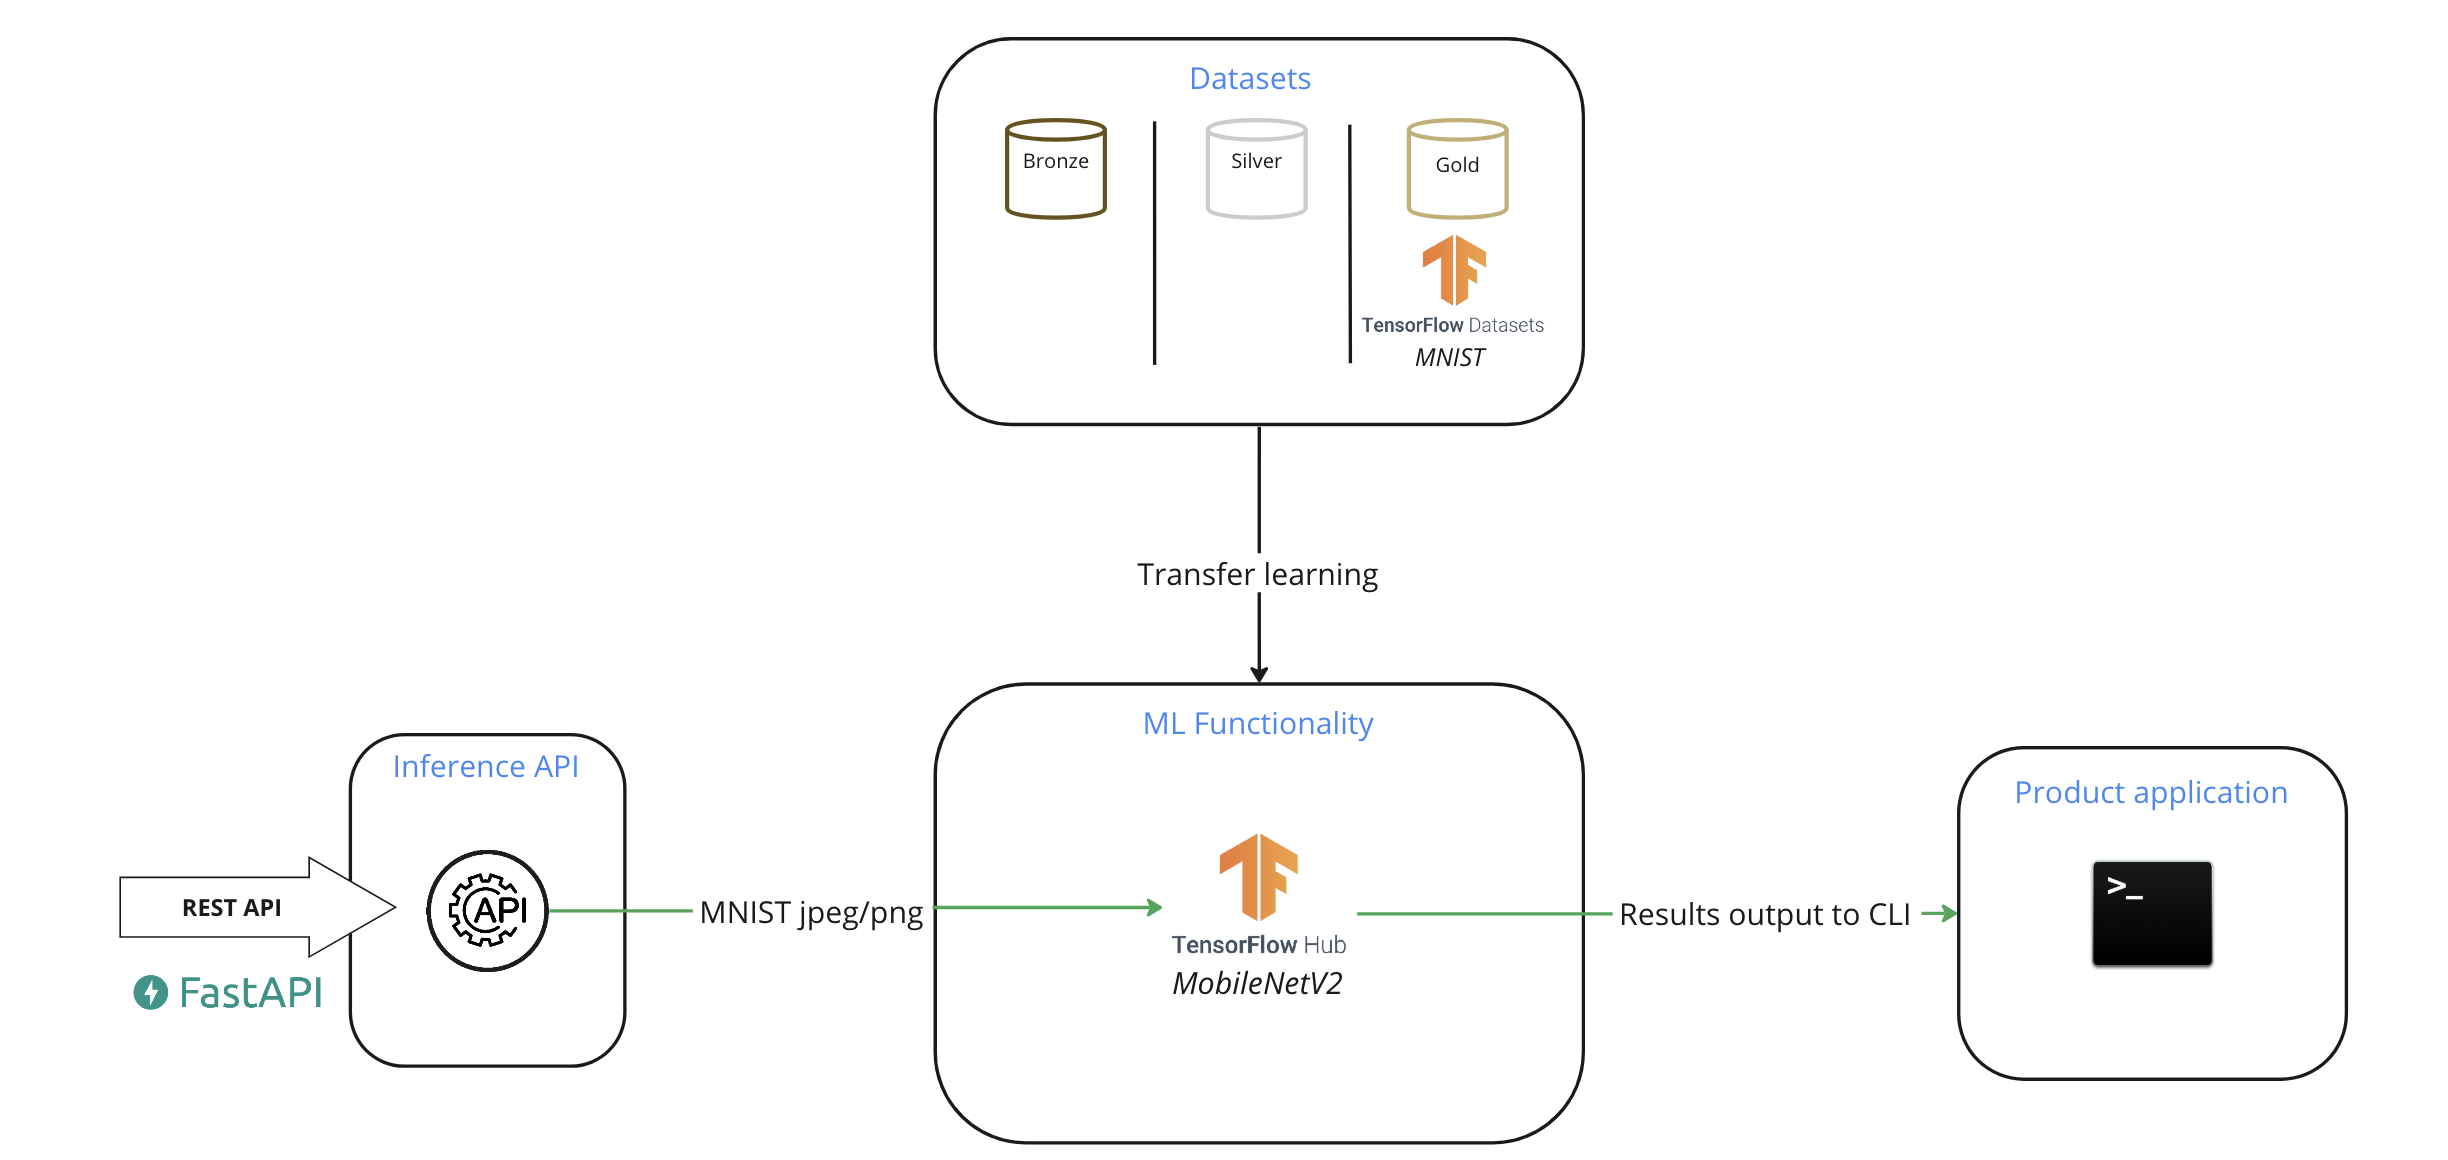 Datasets
Bronze
Silver
Gold
TensorFlow Datasets
MNIST
Transfer learning
ML Functionality
Inference API
Product application
REST API
API
MNIST jpeg/png
>_
Results output to CLI
TensorFlow Hub
MobileNetV2
FastAPI